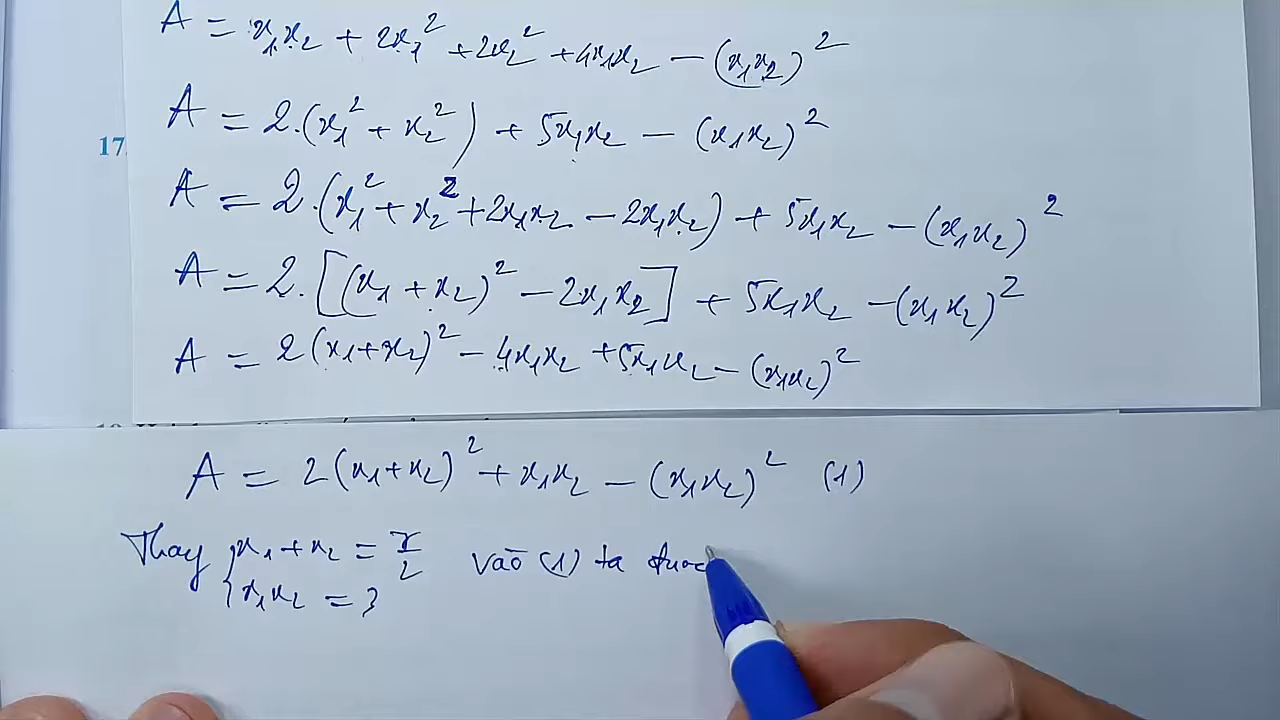 A = x₁x₂ + 2x₁² + 2x₂² + 4x₁x₂ − (x₁x₂)²
17.
A = 2.(x₁² + x₂²) + 5x₁x₂ − (x₁x₂)²
A = 2.(x₁² + x₂² + 2x₁x₂ − 2x₁x₂) + 5x₁x₂ − (x₁x₂)²
A = 2.[(x₁ + x₂)² − 2x₁x₂] + 5x₁x₂ − (x₁x₂)²
A = 2(x₁+x₂)² − 4x₁x₂ + 5x₁x₂ − (x₁x₂)²
A = 2(x₁+x₂)² + x₁x₂ − (x₁x₂)² (1)
Thay { x₁ + x₂ = /2 vào (1) ta được
x₁x₂ = 3